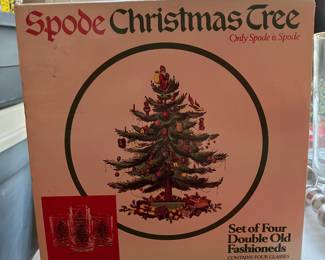 Spode Christmas Tree
Only Spode is Spode
Set of Four
Double Old
Fashioneds
CONTAINS FOUR GLASSES